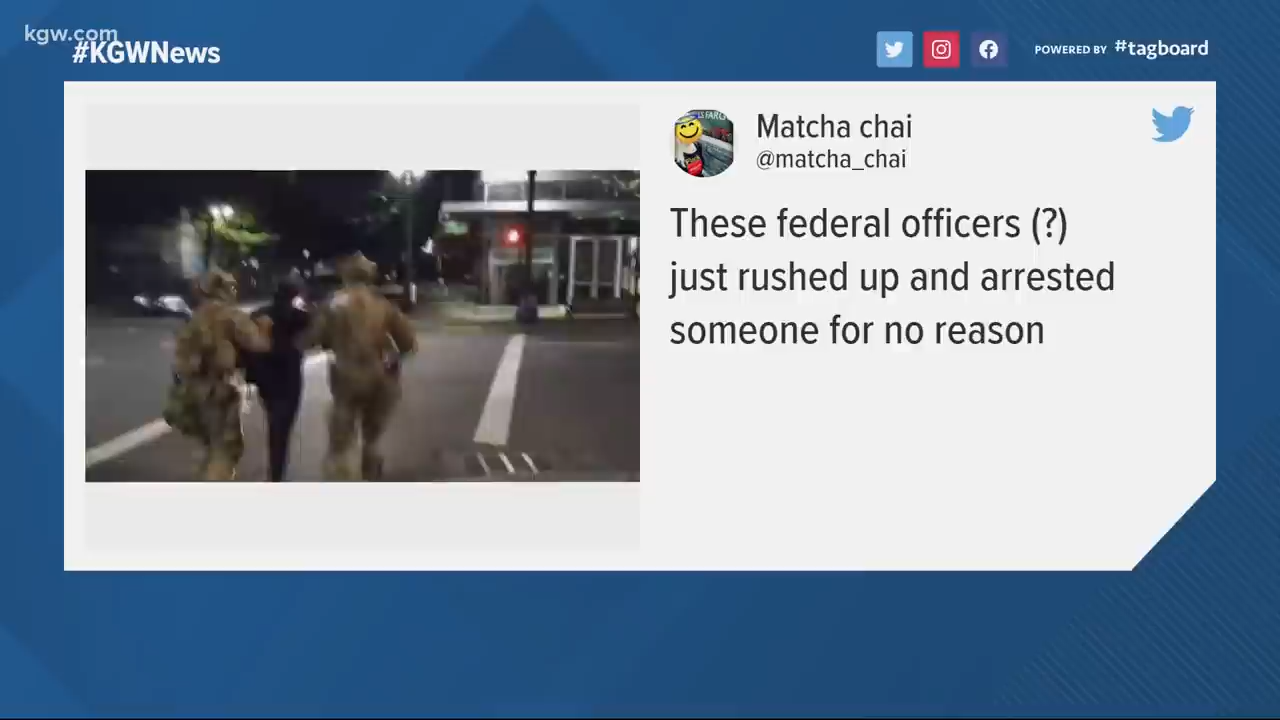 kgw.com
#KGWNews
POWERED BY #tagboard
Matcha chai
@matcha_chai
These federal officers (?)
just rushed up and arrested
someone for no reason